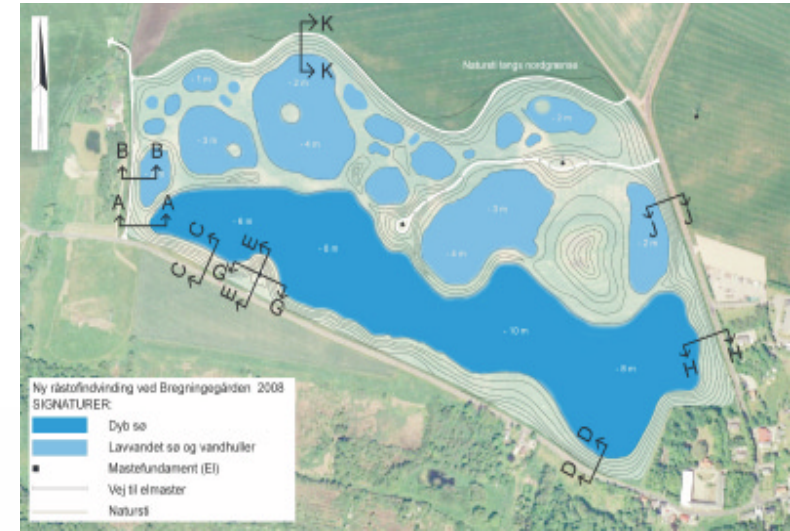 K
K
Natursti langs nordgrænse
- 1 m
- 2 m
- 3 m
- 4 m
- 2 m
B
B
A
A
- 6 m
- 3 m
J
J
C
C
E
E
G
G
- 4 m
- 2 m
- 10 m
- 8 m
H
H
D
D
Ny råstofindvinding ved Bregningegården 2008
SIGNATURER:
Dyb sø
Lavvandet sø og vandhuller
Mastefundament (El)
Vej til elmaster
Natursti